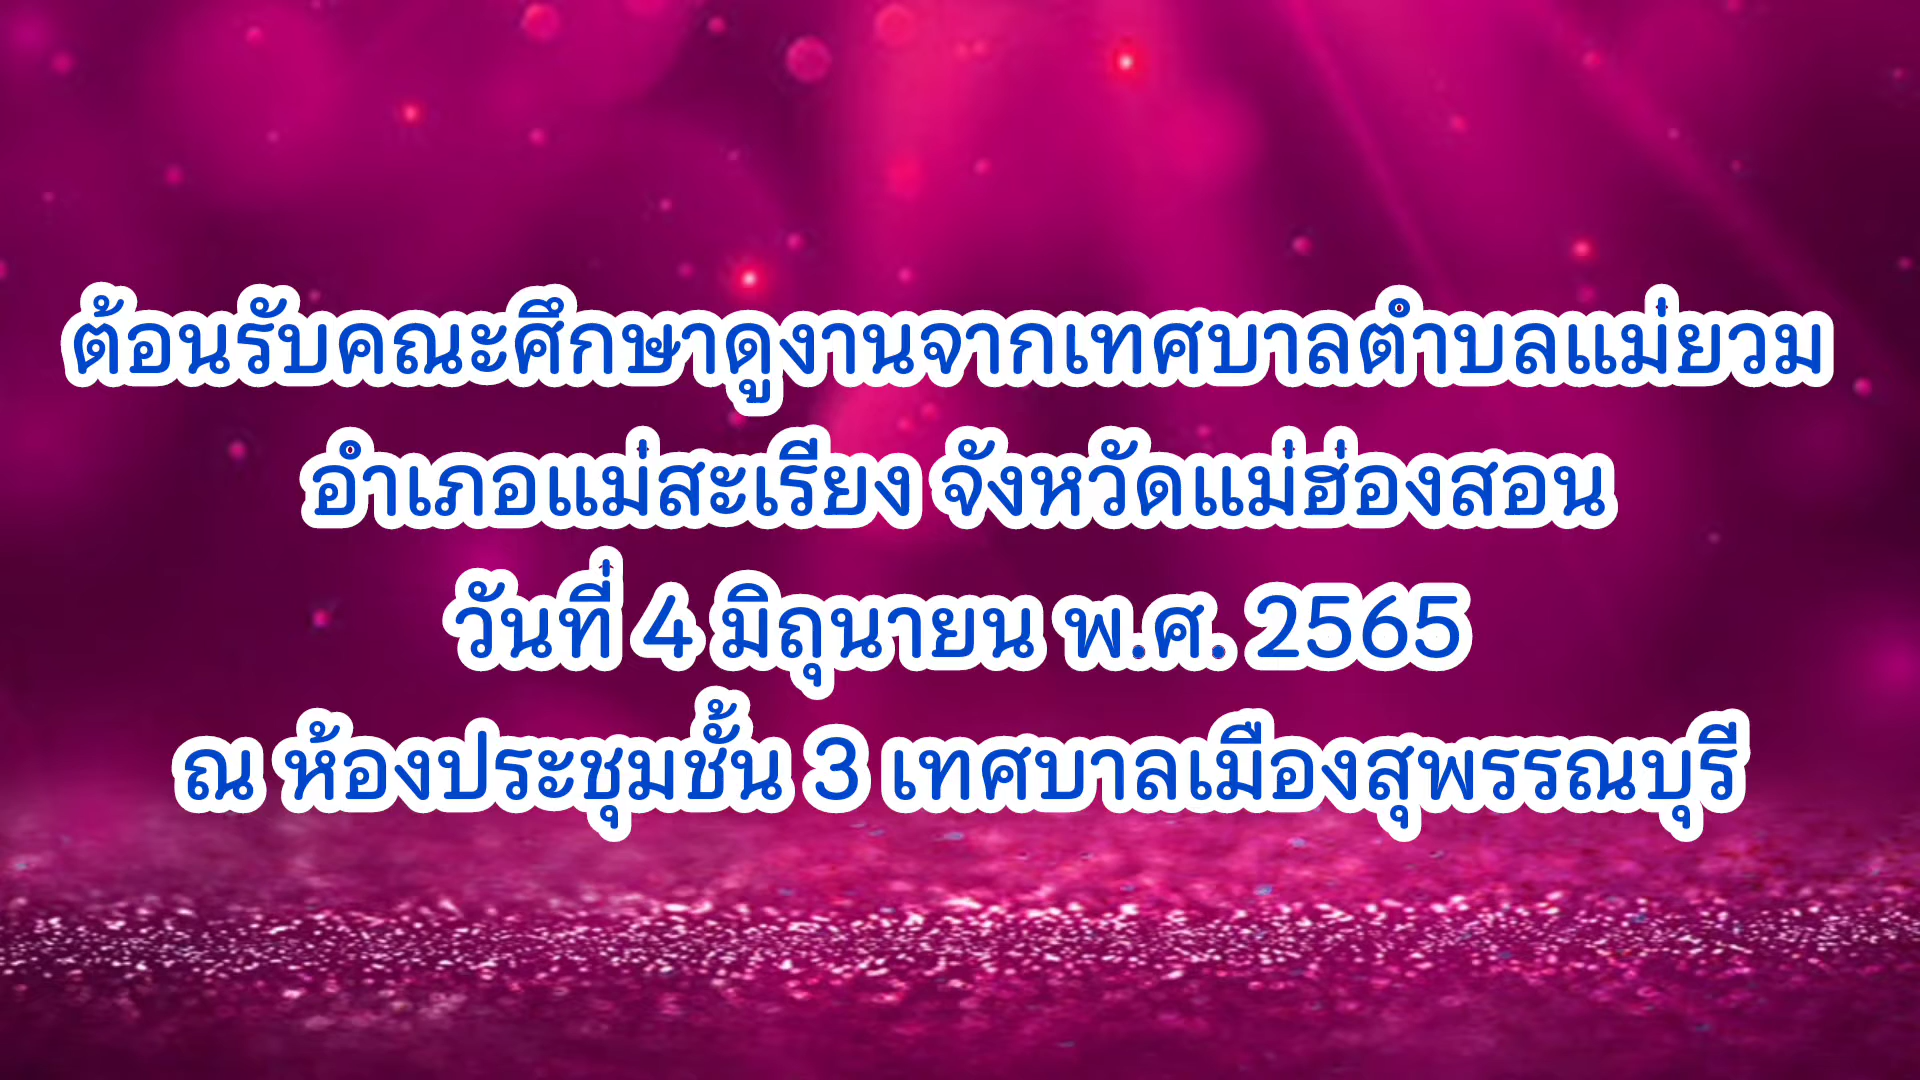 ต้อนรับคณะศึกษาดูงานจากเทศบาลตำบลแม่ยวม
อำเภอแม่สะเรียง จังหวัดแม่ฮ่องสอน
วันที่ 4 มิถุนายน พ.ศ. 2565
ณ ห้องประชุมชั้น 3 เทศบาลเมืองสุพรรณบุรี